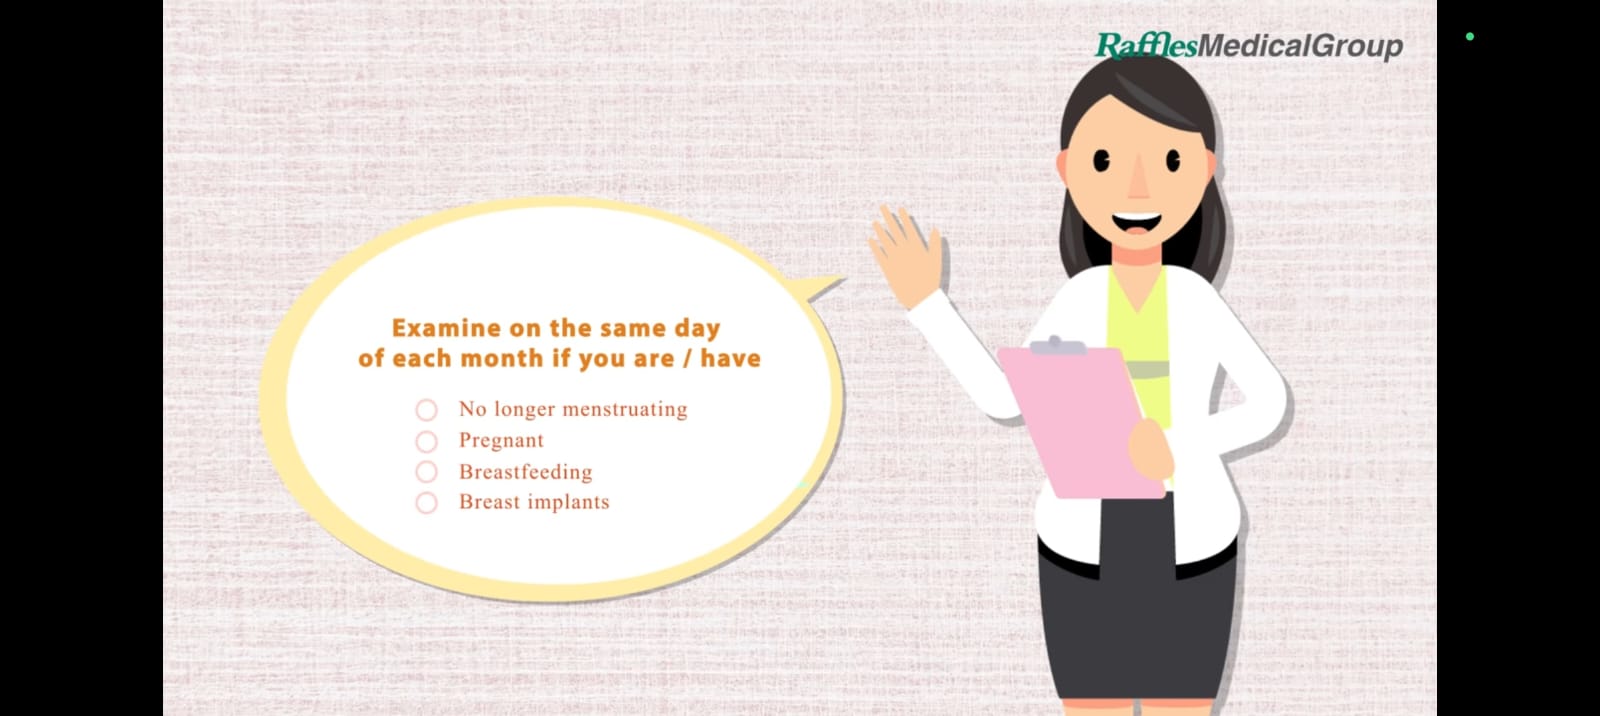 RafflesMedicalGroup
Examine on the same day
of each month if you are / have
No longer menstruating
Pregnant
Breastfeeding
Breast implants